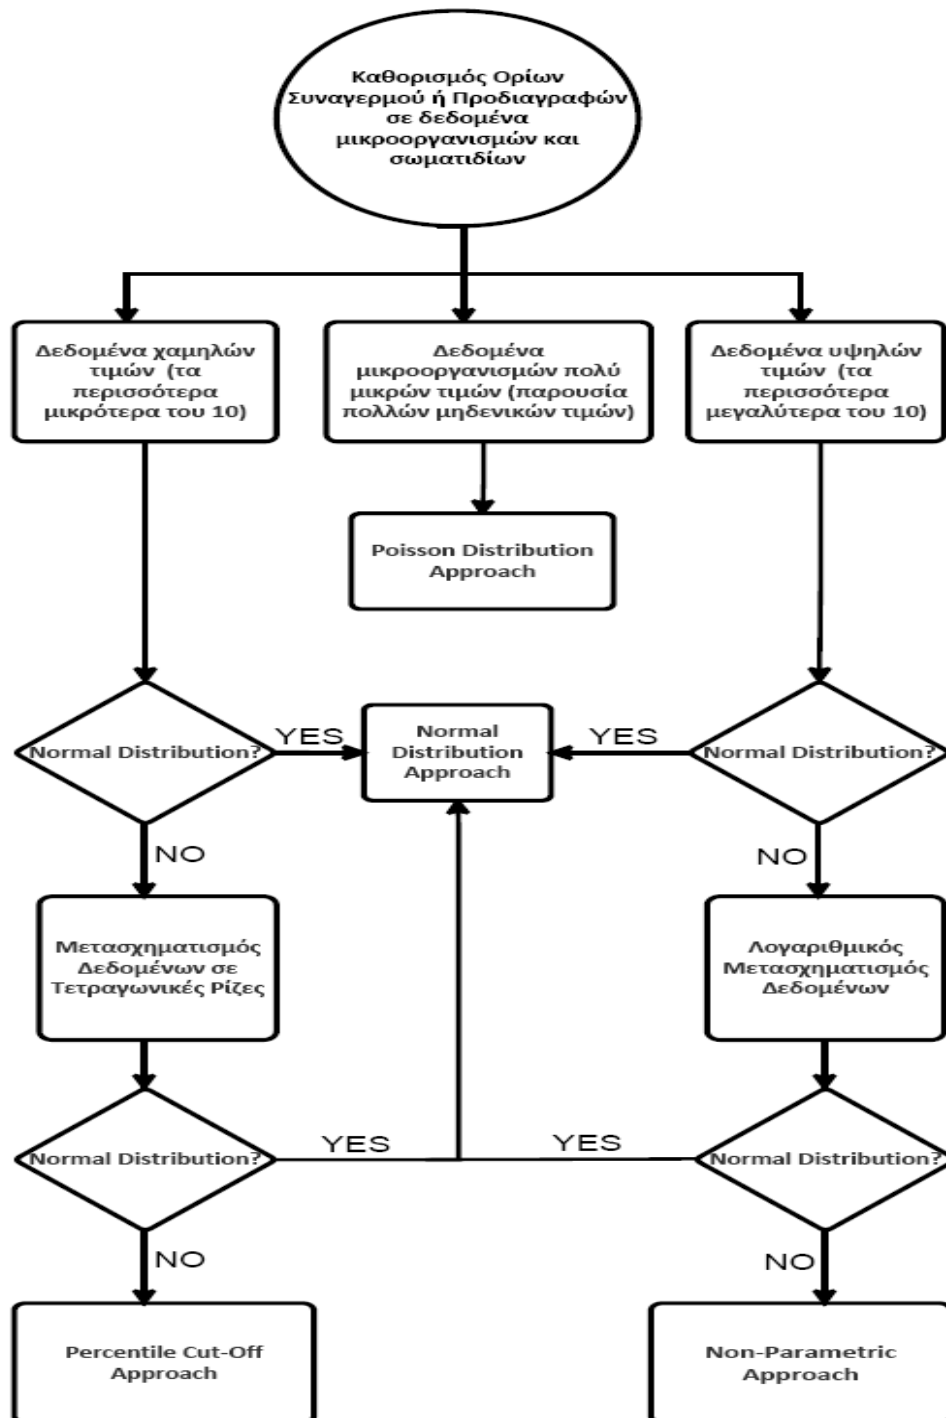 Καθορισμός Ορίων
Συναγερμού ή Προδιαγραφών
σε δεδομένα
μικροοργανισμών και
σωματιδίων
Δεδομένα χαμηλών
τιμών (τα
περισσότερα
μικρότερα του 10)
Δεδομένα
μικροοργανισμών πολύ
μικρών τιμών (παρουσία
πολλών μηδενικών τιμών)
Δεδομένα υψηλών
τιμών (τα
περισσότερα
μεγαλύτερα του 10)
Poisson Distribution
Approach
Normal Distribution?
YES
Normal
Distribution
Approach
YES
Normal Distribution?
NO
NO
Μετασχηματισμός
Δεδομένων σε
Τετραγωνικές Ρίζες
Λογαριθμικός
Μετασχηματισμός
Δεδομένων
Normal Distribution?
YES
YES
Normal Distribution?
NO
NO
Percentile Cut-Off
Approach
Non-Parametric
Approach